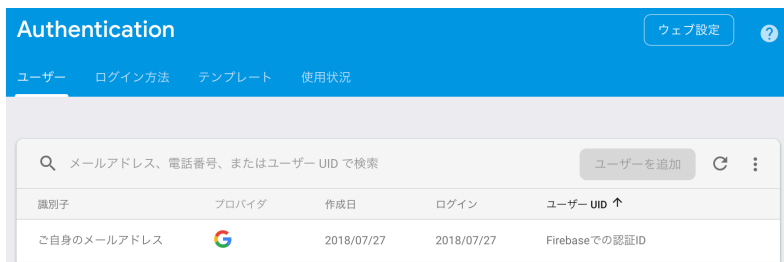 Authentication
ウェブ設定
ユーザー ログイン方法 テンプレート 使用状況
メールアドレス、電話番号、またはユーザー UID で検索 ユーザーを追加
識別子 プロバイダ 作成日 ログイン ユーザー UID ↑
ご自身のメールアドレス 2018/07/27 2018/07/27 Firebaseでの認証ID